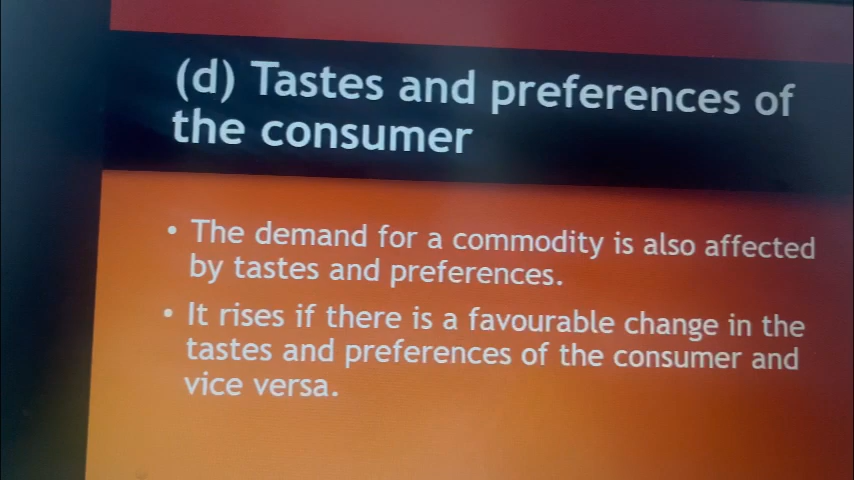 (d) Tastes and preferences of
the consumer
• The demand for a commodity is also affected
by tastes and preferences.
• It rises if there is a favourable change in the
tastes and preferences of the consumer and
vice versa.